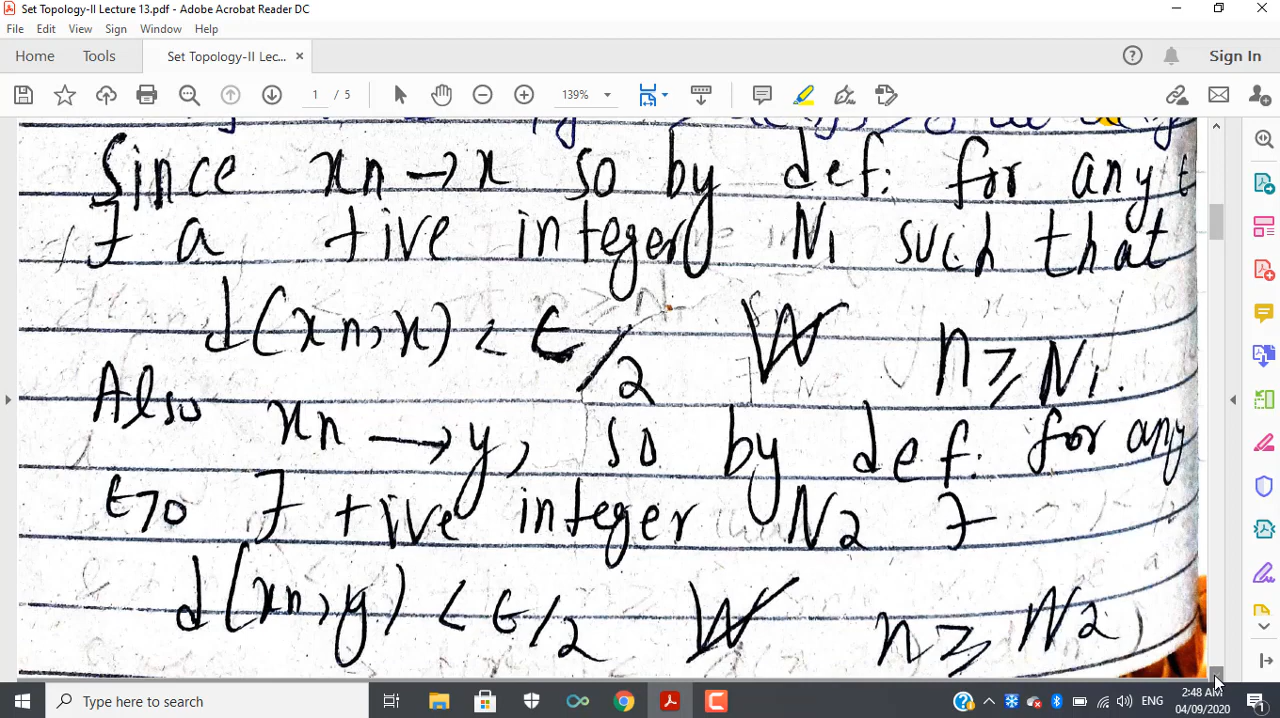 Set Topology-II Lecture 13.pdf - Adobe Acrobat Reader DC
File Edit View Sign Window Help
Home Tools Set Topology-II Lec... × Sign In
1 / 5 139%
Since xn → x so by def: for any ε
∃ a +ive integer N1 such that
d(xn, x) < ε/2 ∀ n ≥ N1.
Also xn → y, so by def: for any
ε>0 ∃ +ive integer N2 ∋
d(xn, y) < ε/2 ∀ n ≥ N2,
Type here to search
ENG
2:48 AM
04/09/2020